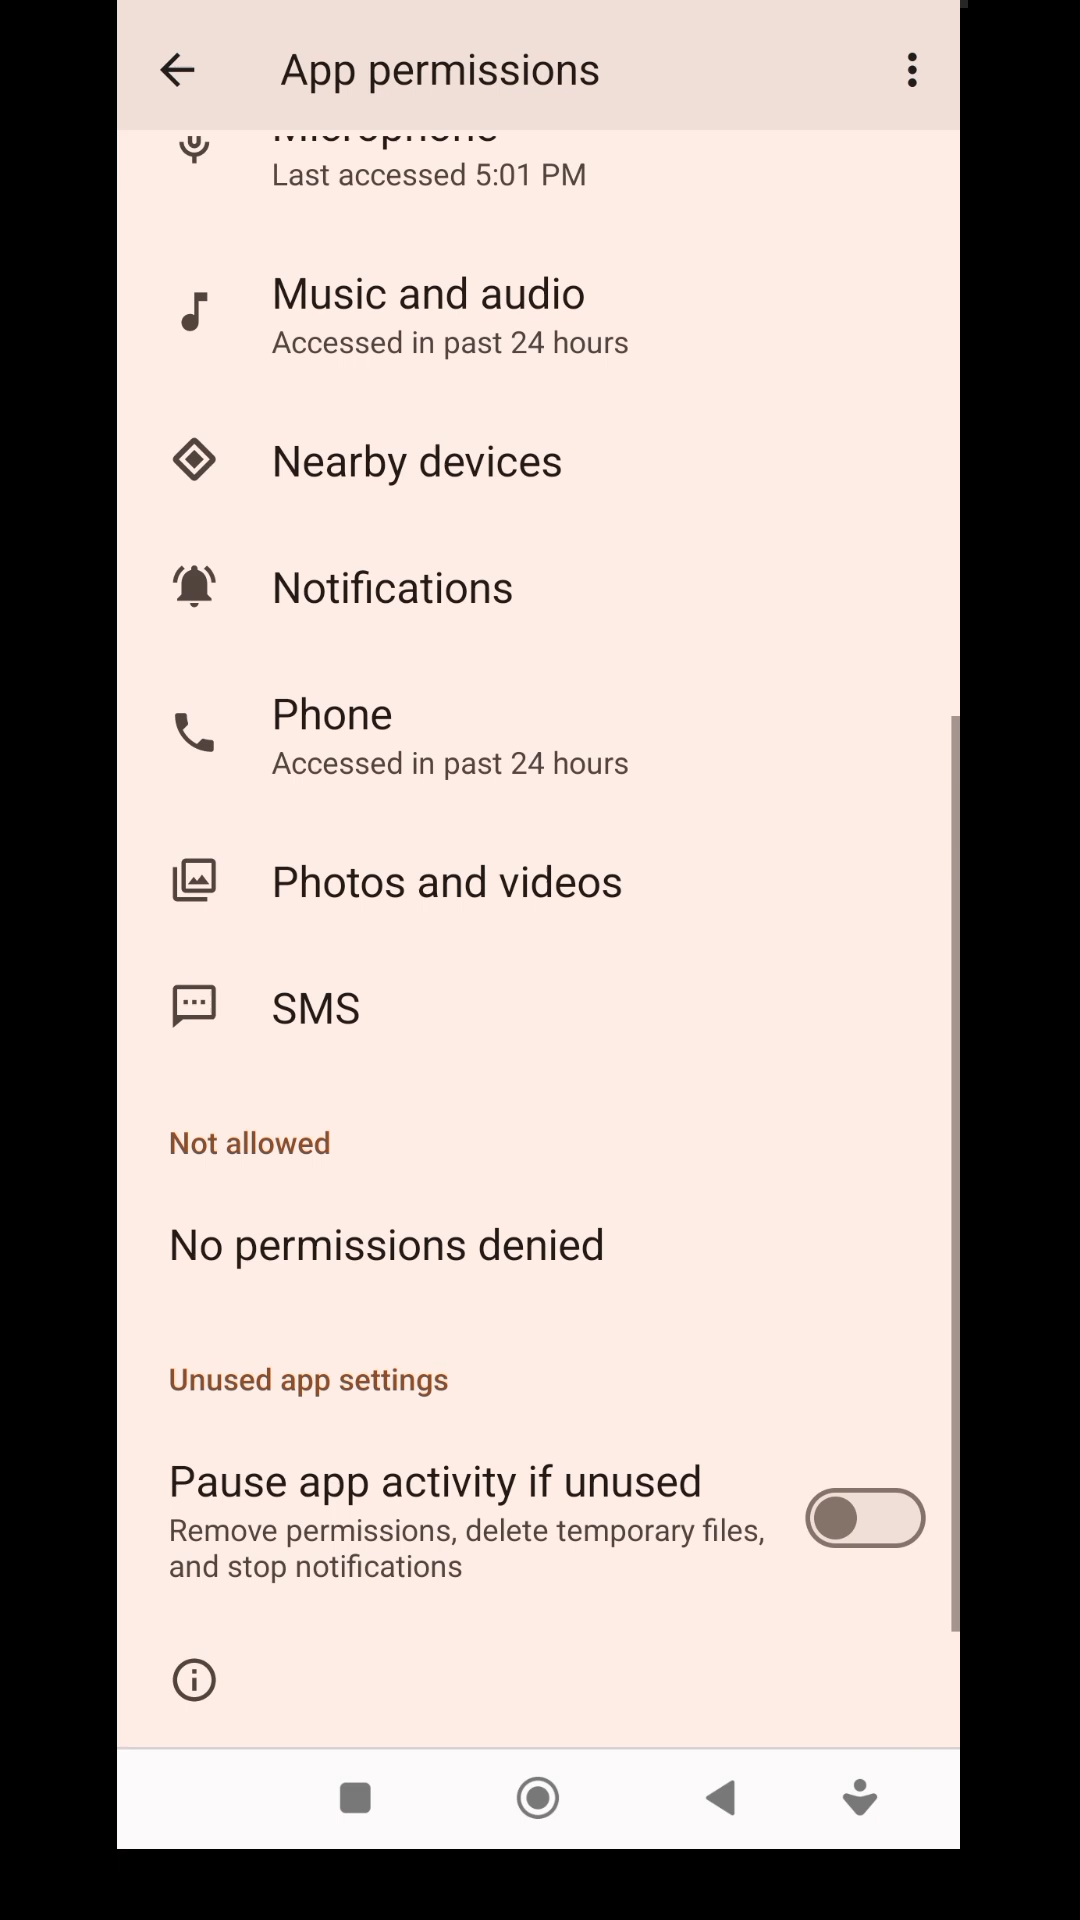 App permissions
Microphone
Last accessed 5:01 PM
Music and audio
Accessed in past 24 hours
Nearby devices
Notifications
Phone
Accessed in past 24 hours
Photos and videos
SMS
Not allowed
No permissions denied
Unused app settings
Pause app activity if unused
Remove permissions, delete temporary files,
and stop notifications